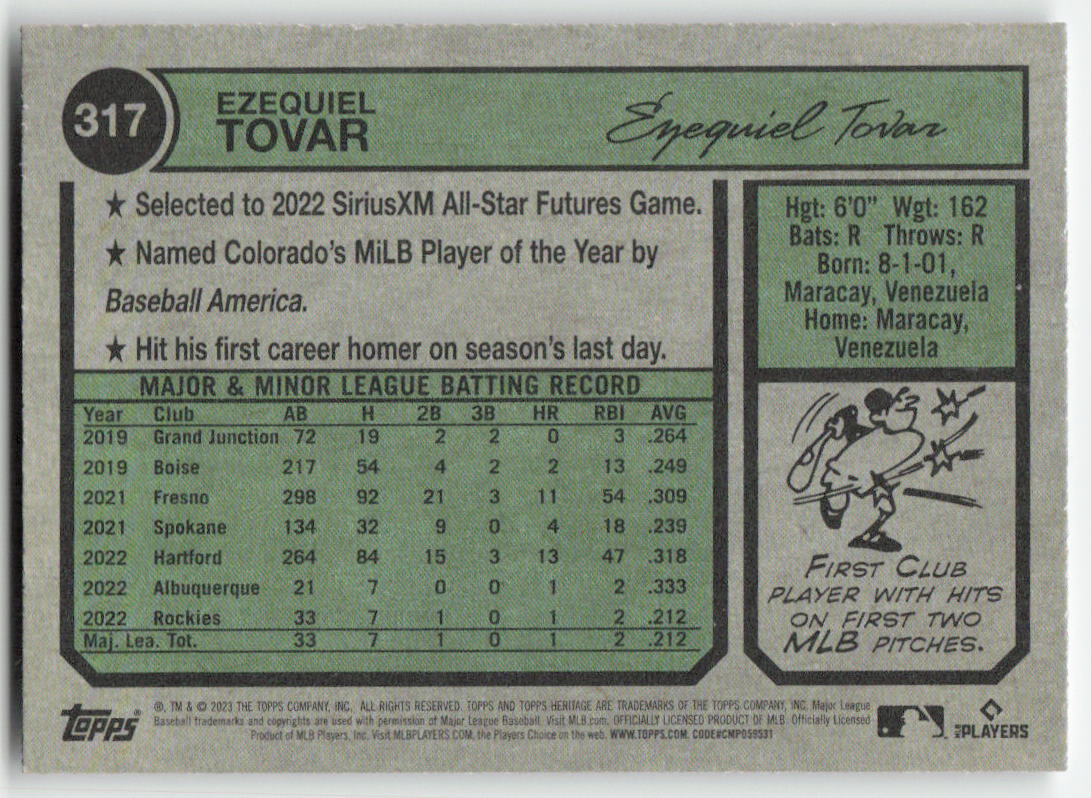 317
EZEQUIEL
TOVAR
Ezequiel Tovar
★ Selected to 2022 SiriusXM All-Star Futures Game.
★ Named Colorado's MiLB Player of the Year by
Baseball America.
★ Hit his first career homer on season's last day.
Hgt: 6'0" Wgt: 162
Bats: R Throws: R
Born: 8-1-01,
Maracay, Venezuela
Home: Maracay,
Venezuela
MAJOR & MINOR LEAGUE BATTING RECORD
Year Club AB H 2B 3B HR RBI AVG
2019 Grand Junction 72 19 2 2 0 3 .264
2019 Boise 217 54 4 2 2 13 .249
2021 Fresno 298 92 21 3 11 54 .309
2021 Spokane 134 32 9 0 4 18 .239
2022 Hartford 264 84 15 3 13 47 .318
2022 Albuquerque 21 7 0 0 1 2 .333
2022 Rockies 33 7 1 0 1 2 .212
Maj. Lea. Tot. 33 7 1 0 1 2 .212
FIRST CLUB
PLAYER WITH HITS
ON FIRST TWO
MLB PITCHES.
topps®
®, TM & © 2023 THE TOPPS COMPANY, INC. ALL RIGHTS RESERVED. TOPPS AND TOPPS HERITAGE ARE TRADEMARKS OF THE TOPPS COMPANY, INC. Major League
Baseball trademarks and copyrights are used with permission of Major League Baseball. Visit MLB.com. OFFICIALLY LICENSED PRODUCT OF MLB. Officially Licensed
Product of MLB Players, Inc. Visit MLBPLAYERS.COM, the Players Choice on the web. WWW.TOPPS.COM. CODE#CMP059531
MLB PLAYERS